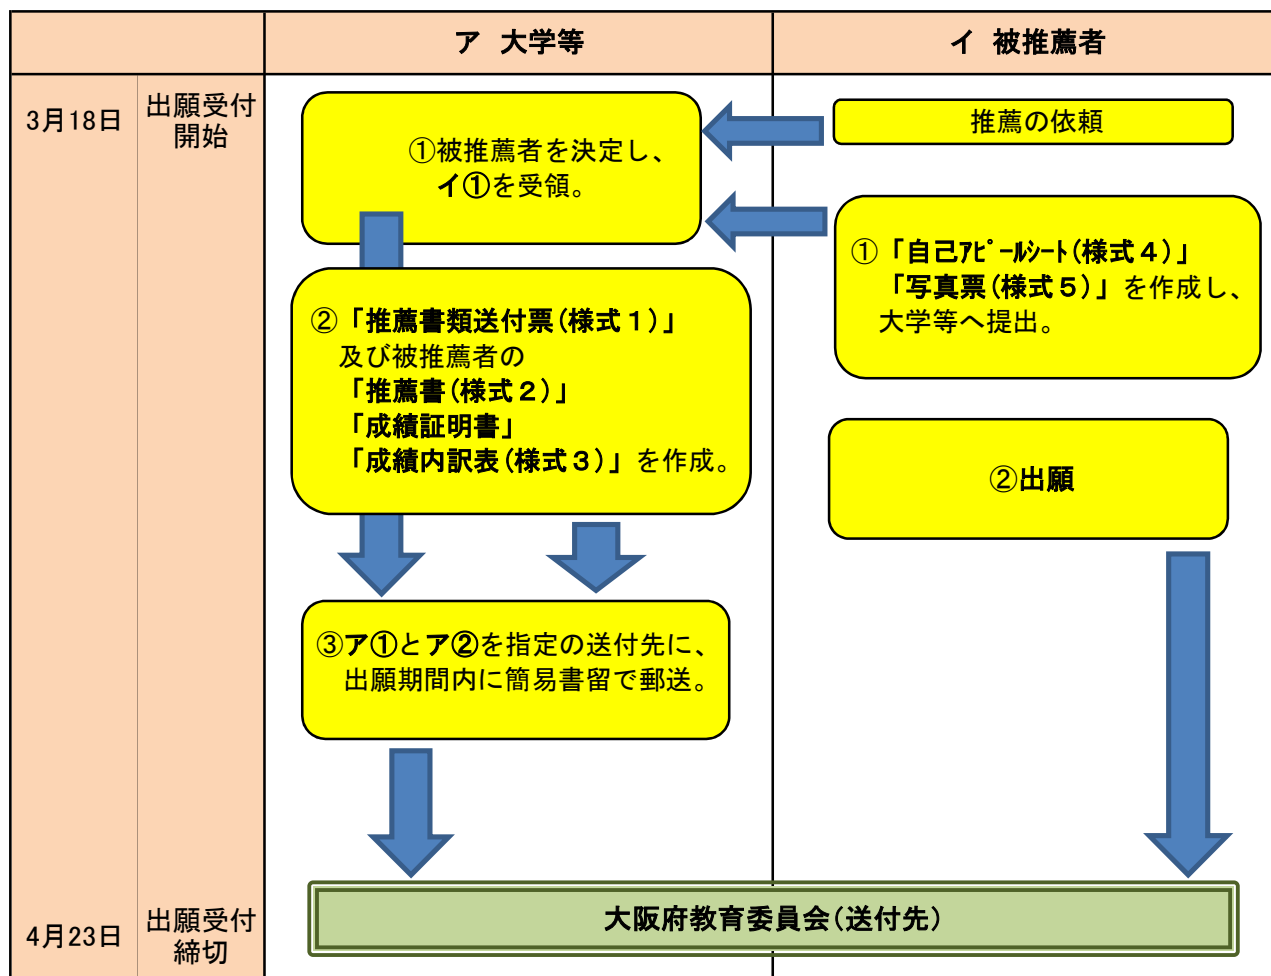 ア 大学等
イ 被推薦者
3月18日
出願受付
開始
①被推薦者を決定し、
イ①を受領。
推薦の依頼
①「自己ｱﾋﾟｰﾙｼｰﾄ(様式４)」
「写真票(様式５)」を作成し、
大学等へ提出。
②「推薦書類送付票(様式１)」
及び被推薦者の
「推薦書(様式２)」
「成績証明書」
「成績内訳表(様式３)」を作成。
②出願
③ア①とア②を指定の送付先に、
出願期間内に簡易書留で郵送。
大阪府教育委員会(送付先)
4月23日
出願受付
締切